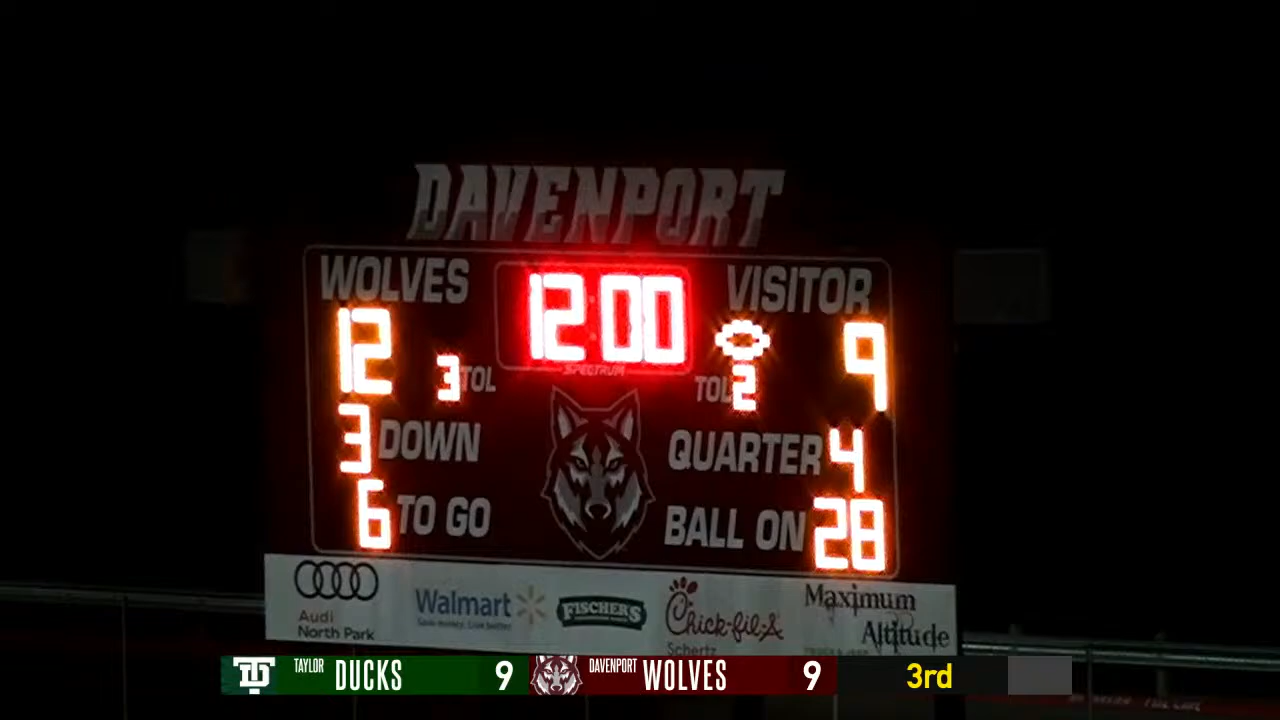 DAVENPORT
WOLVES 12:00 VISITOR
12 3 TOL SPECTRUM TOL 2 9
3 DOWN QUARTER 4
6 TO GO BALL ON 28
Audi North Park
Walmart
Save money. Live better.
FISCHER'S
Chick-fil-A
Schertz
Maximum
Altitude
TAYLOR DUCKS 9 DAVENPORT WOLVES 9 3rd